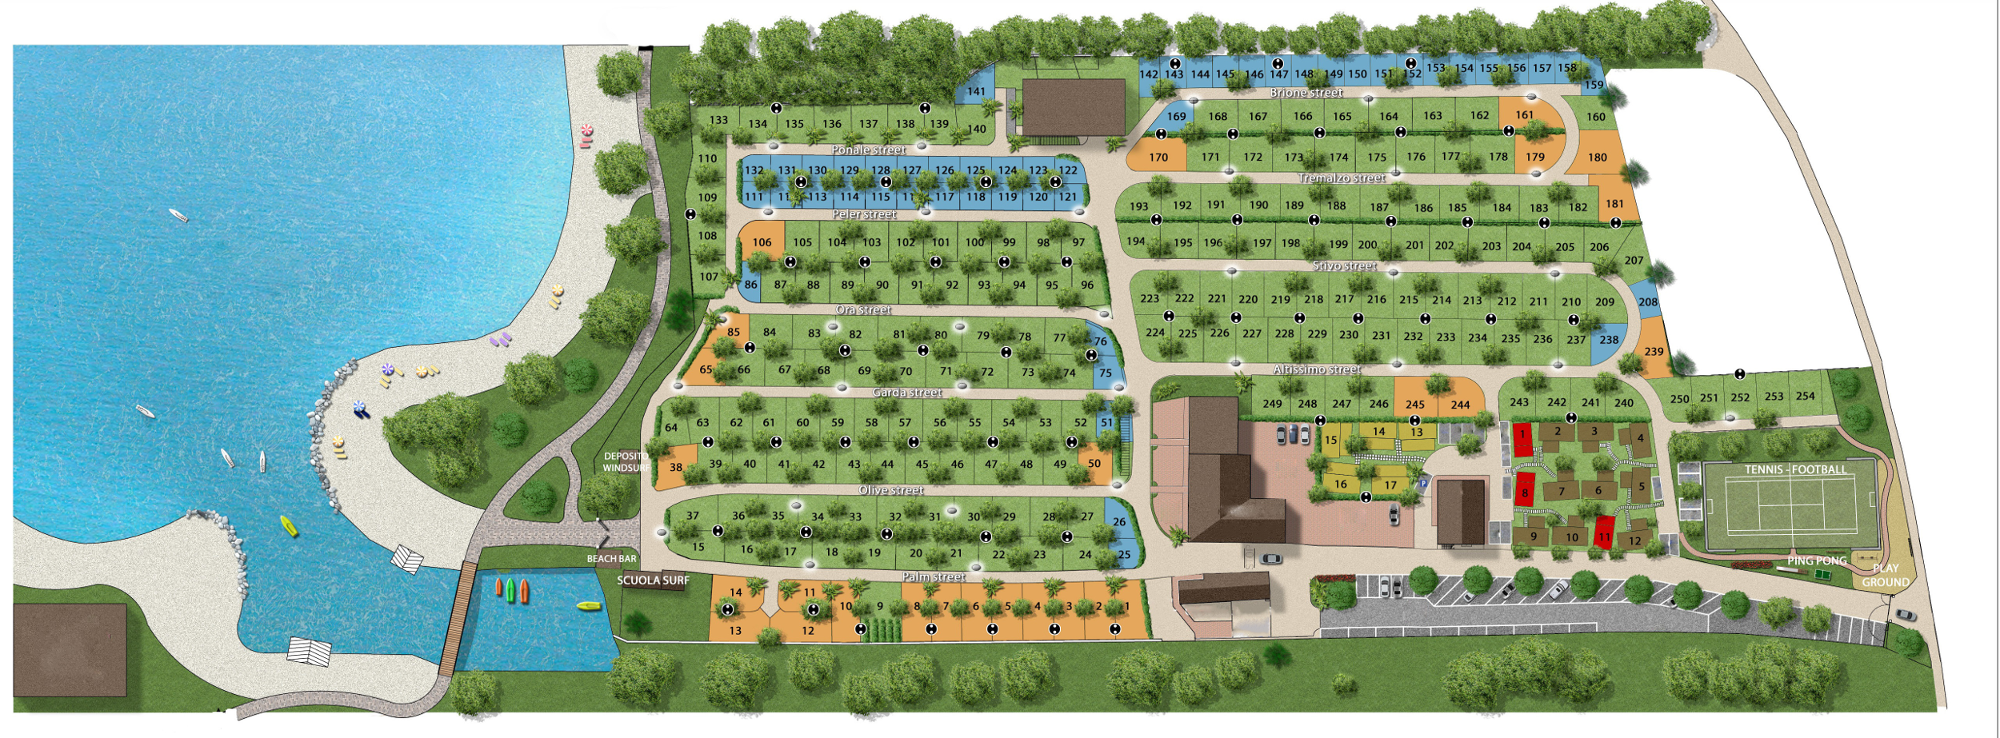 142 143 144 145 146 147 148 149 150 151 152 153 154 155 156 157 158 159
141
Brione street
133 134 135 136 137 138 139 140
169 168 167 166 165 164 163 162 161 160
Ponale street
170 171 172 173 174 175 176 177 178 179 180
110
132 131 130 129 128 127 126 125 124 123 122
Tremalzo street
109
111 113 114 115 117 118 119 120 121
193 192 191 190 189 188 187 186 185 184 183 182 181
Peler street
108
106 105 104 103 102 101 100 99 98 97
194 195 196 197 198 199 200 201 202 203 204 205 206
207
Stivo street
107
86 87 88 89 90 91 92 93 94 95 96
223 222 221 220 219 218 217 216 215 214 213 212 211 210 209 208
Ora street
85 84 83 82 81 80 79 78 77 76
224 225 226 227 228 229 230 231 232 233 234 235 236 237 238
239
65 66 67 68 69 70 71 72 73 74 75
Altissimo street
Garda street
249 248 247 246 245 244
243 242 241 240
250 251 252 253 254
64 63 62 61 60 59 58 57 56 55 54 53 52 51
15 14 13
1 2 3 4
DEPOSITO
WINDSURF
38 39 40 41 42 43 44 45 46 47 48 49 50
TENNIS - FOOTBALL
16 17
P
8 7 6 5
Olive street
37 36 35 34 33 32 31 30 29 28 27 26
9 10 11 12
15 16 17 18 19 20 21 22 23 24 25
BEACH BAR
PING PONG
PLAY
GROUND
SCUOLA SURF
Palm street
14 11 10 9 8 7 6 5 4 3 2 1
13 12